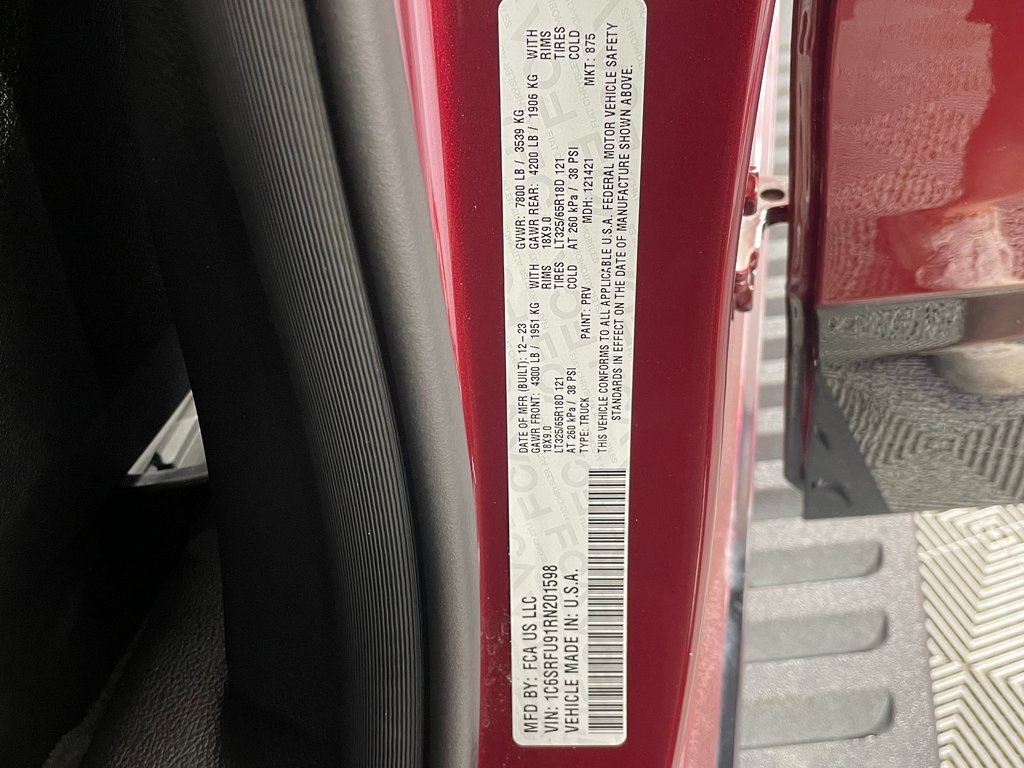 MFD BY: FCA US LLC
DATE OF MFR (BUILT): 12-23
GVWR: 7800 LB / 3539 KG
GAWR FRONT: 4300 LB / 1951 KG WITH
GAWR REAR: 4200 LB / 1906 KG WITH
18X9.0 RIMS
18X9.0 RIMS
LT325/65R18D 121 TIRES
LT325/65R18D 121 TIRES
AT 260 kPa / 38 PSI COLD
AT 260 kPa / 38 PSI COLD
VIN: 1C6SRFU91RN201598
TYPE: TRUCK
PAINT: PRV
MDH: 121421
MKT: 875
VEHICLE MADE IN: U.S.A.
THIS VEHICLE CONFORMS TO ALL APPLICABLE U.S.A. FEDERAL MOTOR VEHICLE SAFETY
STANDARDS IN EFFECT ON THE DATE OF MANUFACTURE SHOWN ABOVE.